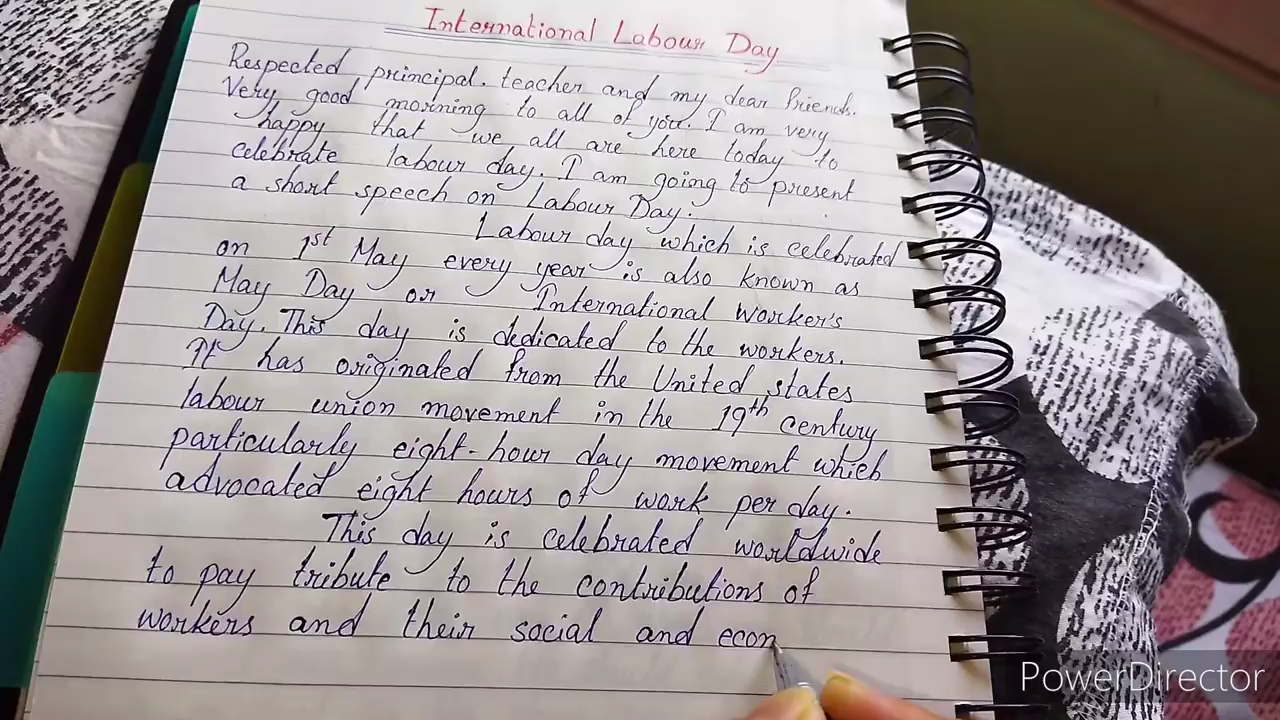 International Labour Day
Respected principal. teacher and my dear friends.
Very good morning to all of you. I am very
happy that we all are here today to
celebrate labour day. I am going to present
a short speech on Labour Day.
Labour day which is celebrated
on 1st May every year is also known as
May Day or International Worker's
Day. This day is dedicated to the workers.
It has originated from the United states
labour union movement in the 19th century
particularly eight-hour day movement which
advocated eight hours of work per day.
This day is celebrated worldwide
to pay tribute to the contributions of
workers and their social and econ
PowerDirector